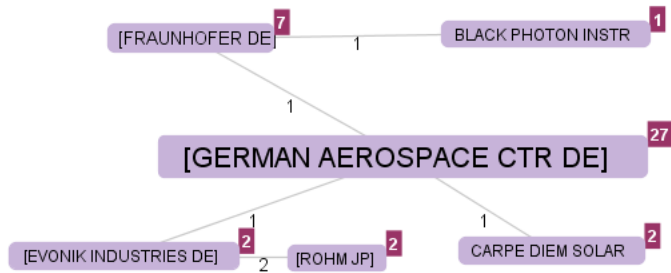 7
[FRAUNHOFER DE]
1
1
BLACK PHOTON INSTR
1
27
[GERMAN AEROSPACE CTR DE]
1
1
2
[EVONIK INDUSTRIES DE]
2
2
[ROHM JP]
2
CARPE DIEM SOLAR